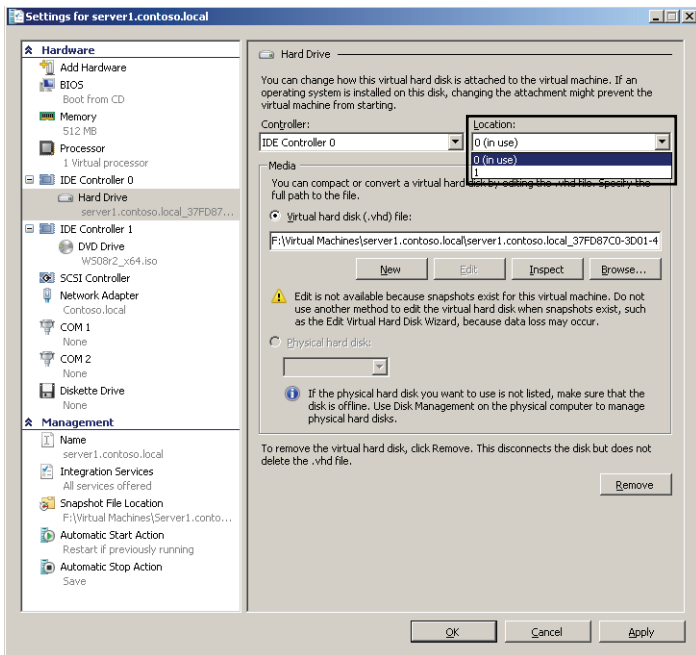 Settings for server1.contoso.local
Hardware
Add Hardware
BIOS
Boot from CD
Memory
512 MB
Processor
1 Virtual processor
IDE Controller 0
Hard Drive
server1.contoso.local_37FD87...
IDE Controller 1
DVD Drive
WS08r2_x64.iso
SCSI Controller
Network Adapter
Contoso.local
COM 1
None
COM 2
None
Diskette Drive
None
Management
Name
server1.contoso.local
Integration Services
All services offered
Snapshot File Location
F:\Virtual Machines\Server1.conto...
Automatic Start Action
Restart if previously running
Automatic Stop Action
Save
Hard Drive
You can change how this virtual hard disk is attached to the virtual machine. If an
operating system is installed on this disk, changing the attachment might prevent the
virtual machine from starting.
Controller:
Location:
IDE Controller 0
0 (in use)
0 (in use)
1
Media
You can compact or convert a virtual hard disk by editing the .vhd file. Specify the
full path to the file.
Virtual hard disk (.vhd) file:
F:\Virtual Machines\server1.contoso.local\server1.contoso.local_37FD87C0-3D01-4
New
Edit
Inspect
Browse...
Edit is not available because snapshots exist for this virtual machine. Do not
use another method to edit the virtual hard disk when snapshots exist, such
as the Edit Virtual Hard Disk Wizard, because data loss may occur.
Physical hard disk:
If the physical hard disk you want to use is not listed, make sure that the
disk is offline. Use Disk Management on the physical computer to manage
physical hard disks.
To remove the virtual hard disk, click Remove. This disconnects the disk but does not
delete the .vhd file.
Remove
OK
Cancel
Apply